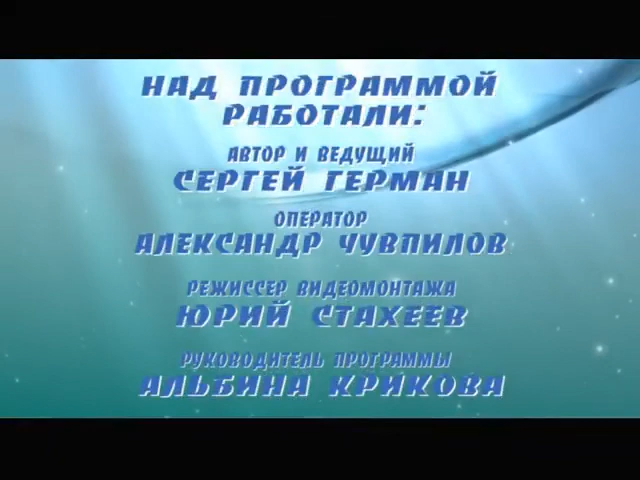 НАД ПРОГРАММОЙ
РАБОТАЛИ:
АВТОР И ВЕДУЩИЙ
СЕРГЕЙ ГЕРМАН
ОПЕРАТОР
АЛЕКСАНДР ЧУВПИЛОВ
РЕЖИССЕР ВИДЕОМОНТАЖА
ЮРИЙ СТАХЕЕВ
РУКОВОДИТЕЛЬ ПРОГРАММЫ
АЛЬБИНА КРИКОВА